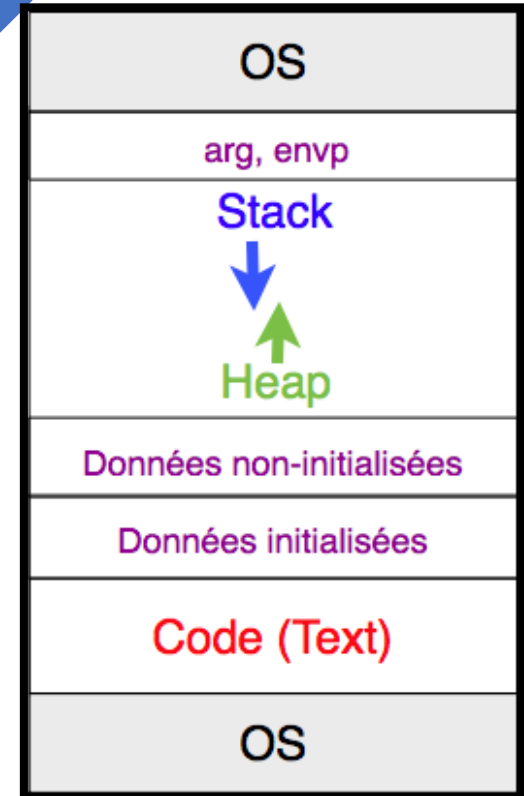 OS
arg, envp
Stack
Heap
Données non-initialisées
Données initialisées
Code (Text)
OS